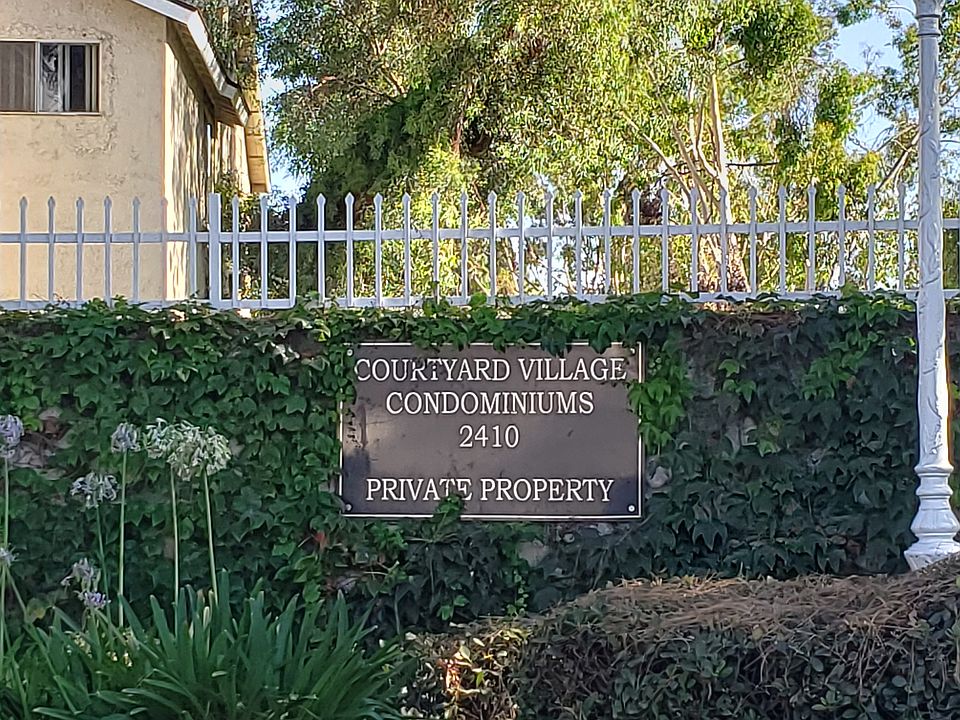 COURTYARD VILLAGE
CONDOMINIUMS
2410
PRIVATE PROPERTY